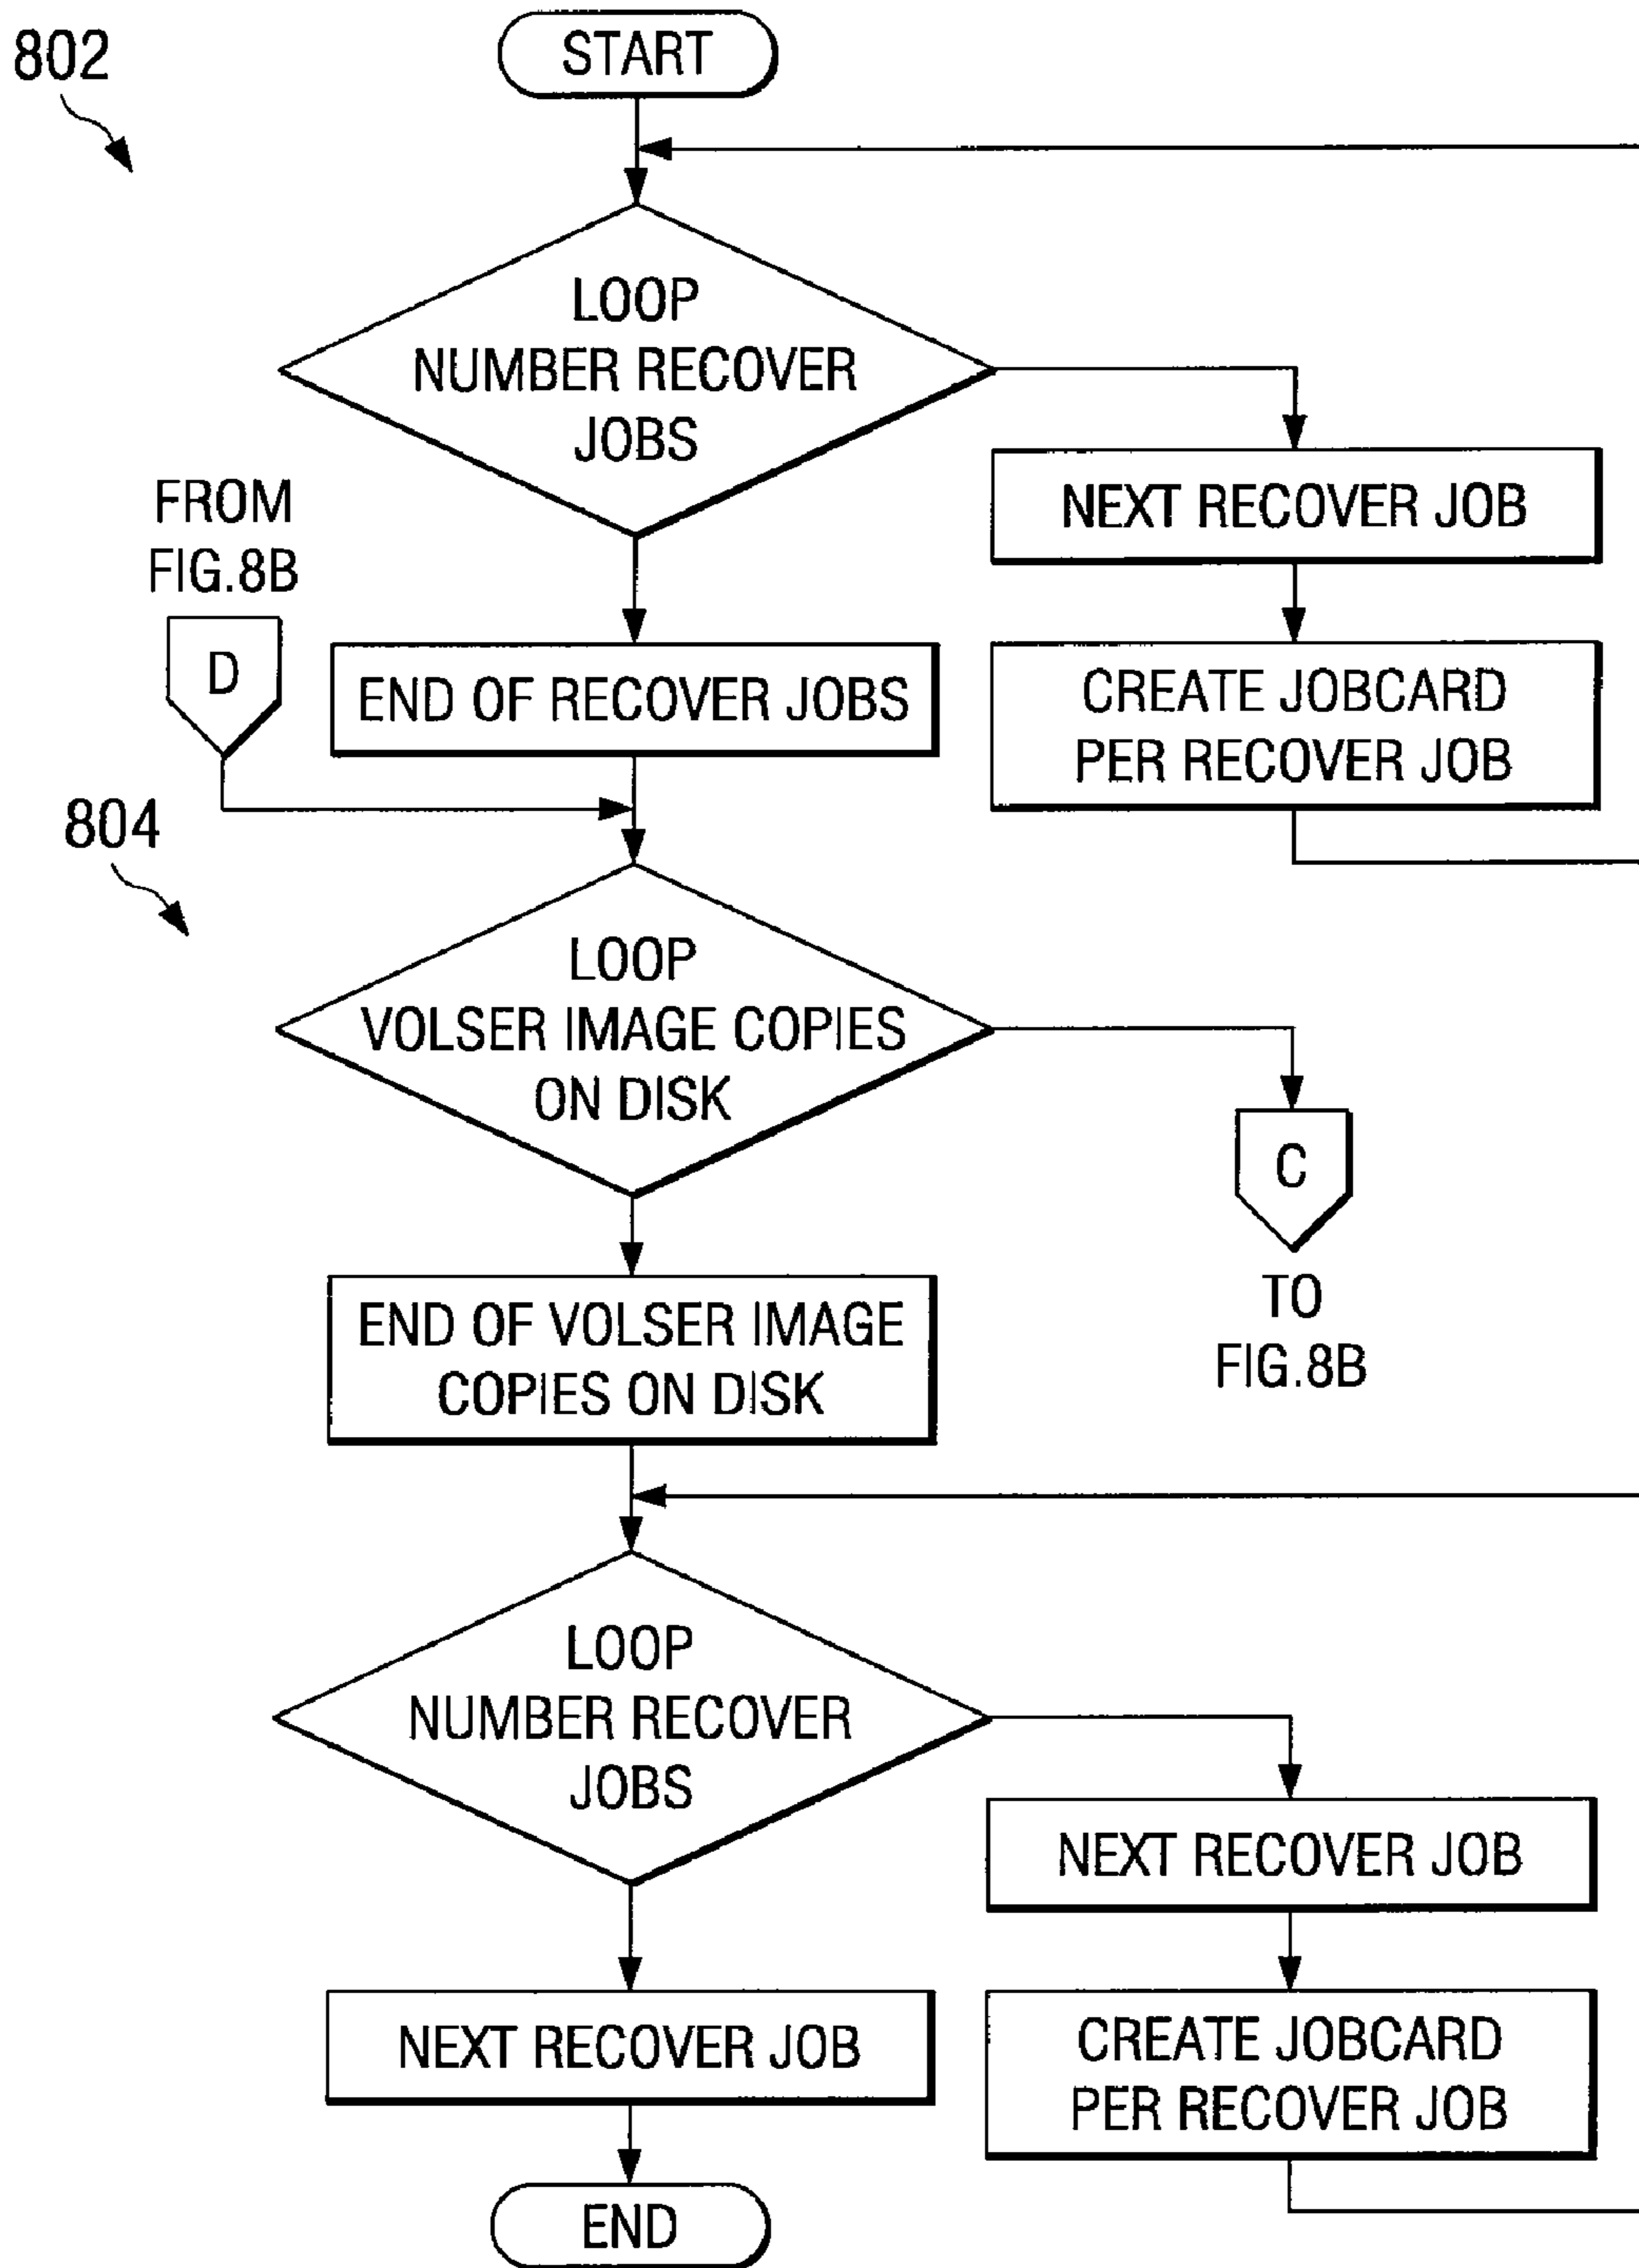 802
START
LOOP
NUMBER RECOVER
JOBS
NEXT RECOVER JOB
CREATE JOBCARD
PER RECOVER JOB
FROM
FIG.8B
D
END OF RECOVER JOBS
804
LOOP
VOLSER IMAGE COPIES
ON DISK
C
TO
FIG.8B
END OF VOLSER IMAGE
COPIES ON DISK
LOOP
NUMBER RECOVER
JOBS
NEXT RECOVER JOB
CREATE JOBCARD
PER RECOVER JOB
NEXT RECOVER JOB
END